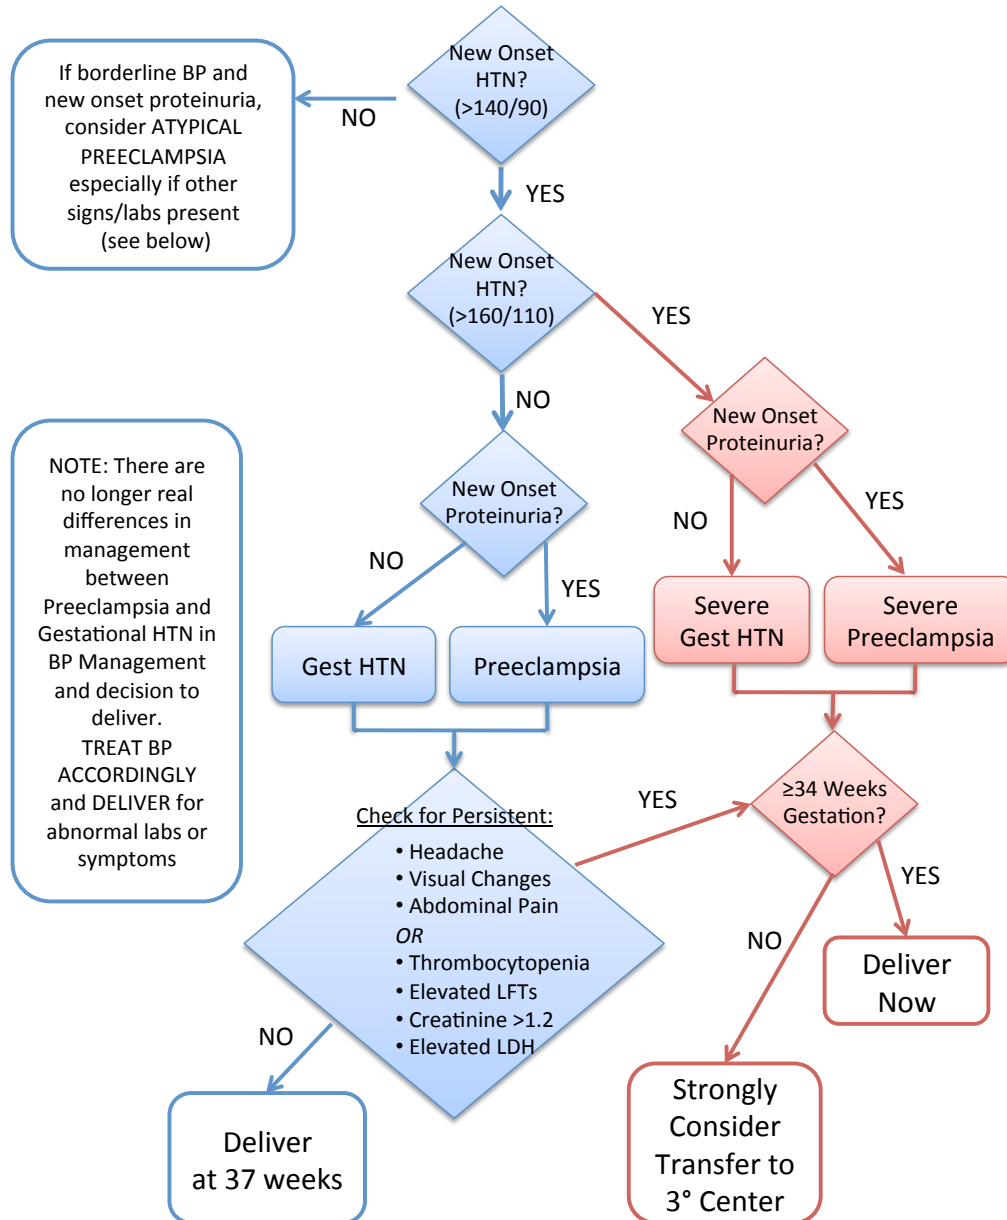 New Onset
HTN?
(>140/90)
NO
If borderline BP and
new onset proteinuria,
consider ATYPICAL
PREECLAMPSIA
especially if other
signs/labs present
(see below)
YES
New Onset
HTN?
(>160/110)
YES
NO
New Onset
Proteinuria?
NO
YES
New Onset
Proteinuria?
NO
YES
NOTE: There are
no longer real
differences in
management
between
Preeclampsia and
Gestational HTN in
BP Management
and decision to
deliver.
TREAT BP
ACCORDINGLY
and DELIVER for
abnormal labs or
symptoms
Gest HTN
Preeclampsia
Severe
Gest HTN
Severe
Preeclampsia
Check for Persistent:
• Headache
• Visual Changes
• Abdominal Pain
OR
• Thrombocytopenia
• Elevated LFTs
• Creatinine >1.2
• Elevated LDH
YES
≥34 Weeks
Gestation?
YES
NO
NO
Deliver
Now
Deliver
at 37 weeks
Strongly
Consider
Transfer to
3° Center